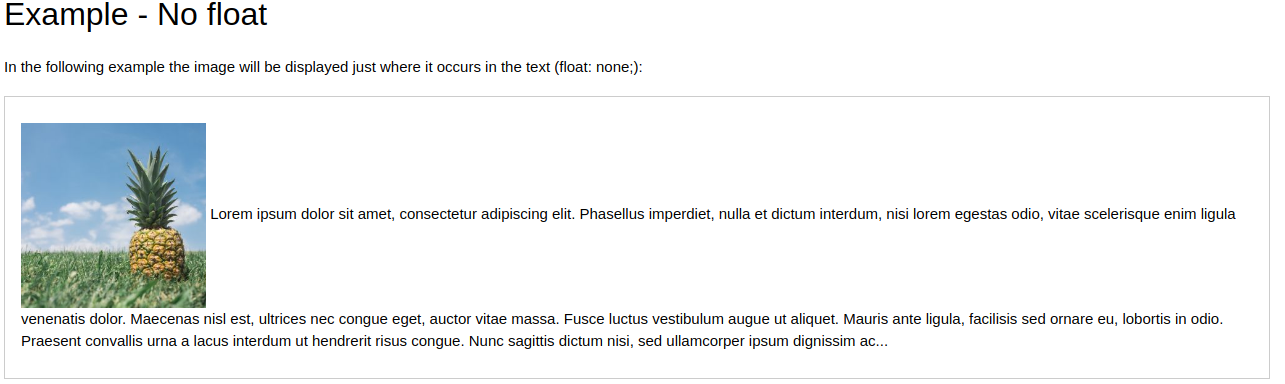 Example - No float
In the following example the image will be displayed just where it occurs in the text (float: none;):
Lorem ipsum dolor sit amet, consectetur adipiscing elit. Phasellus imperdiet, nulla et dictum interdum, nisi lorem egestas odio, vitae scelerisque enim ligula
venenatis dolor. Maecenas nisl est, ultrices nec congue eget, auctor vitae massa. Fusce luctus vestibulum augue ut aliquet. Mauris ante ligula, facilisis sed ornare eu, lobortis in odio.
Praesent convallis urna a lacus interdum ut hendrerit risus congue. Nunc sagittis dictum nisi, sed ullamcorper ipsum dignissim ac...